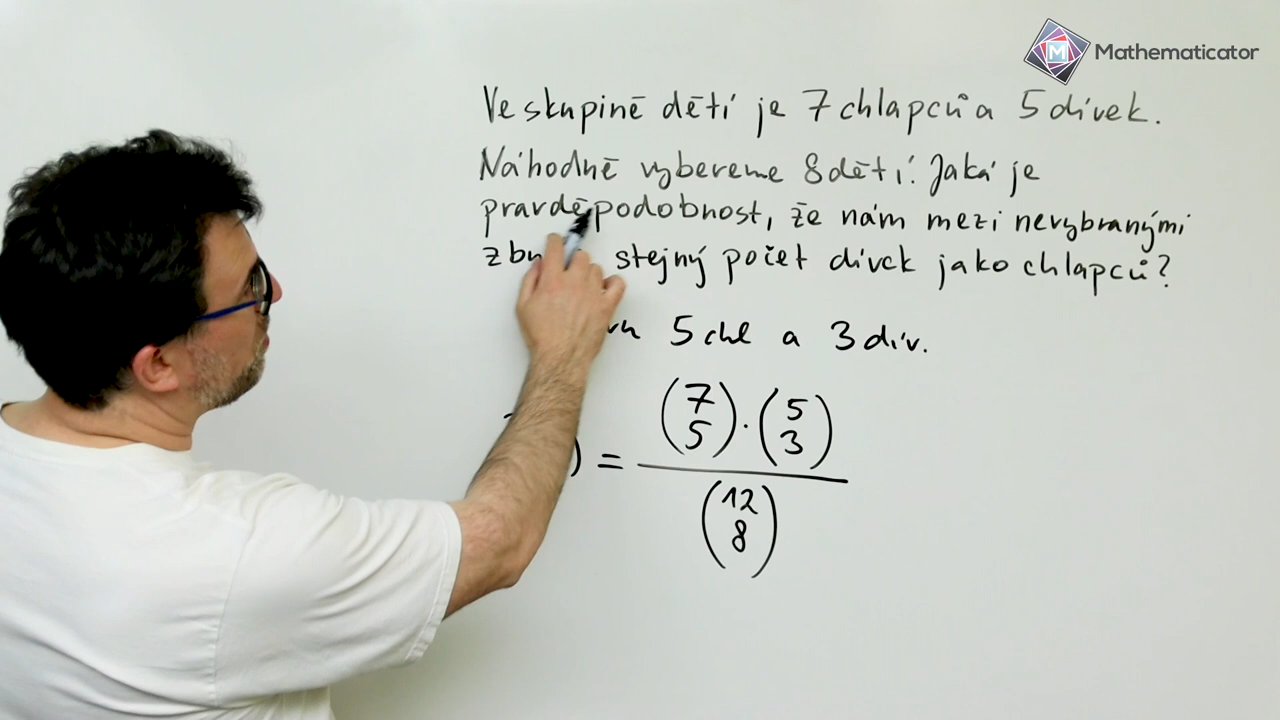 Mathematicator
Ve skupině dětí je 7 chlapců a 5 dívek.
Náhodně vybereme 8 dětí. Jaká je
pravděpodobnost, že nám mezi nevybranými
stejný počet dívek jako chlapců?
5 chl a 3 dív.
) = (7 5) · (5 3)
(12 8)